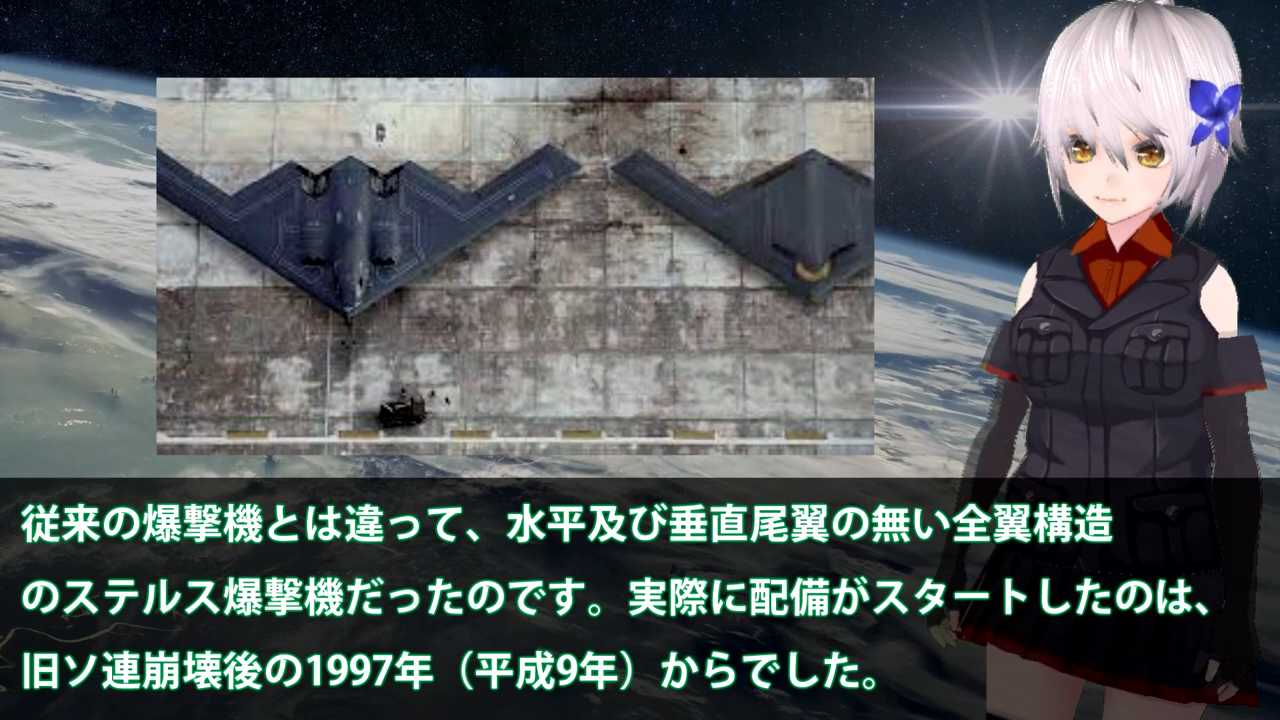 従来の爆撃機とは違って、水平及び垂直尾翼の無い全翼構造
のステルス爆撃機だったのです。実際に配備がスタートしたのは、
旧ソ連崩壊後の1997年（平成9年）からでした。